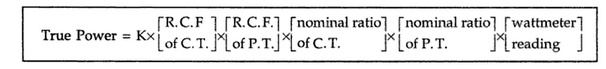 True Power = K× [R.C.F of C.T.] × [R.C.F. of P.T.] × [nominal ratio of C.T.] × [nominal ratio of P.T.] × [wattmeter reading]